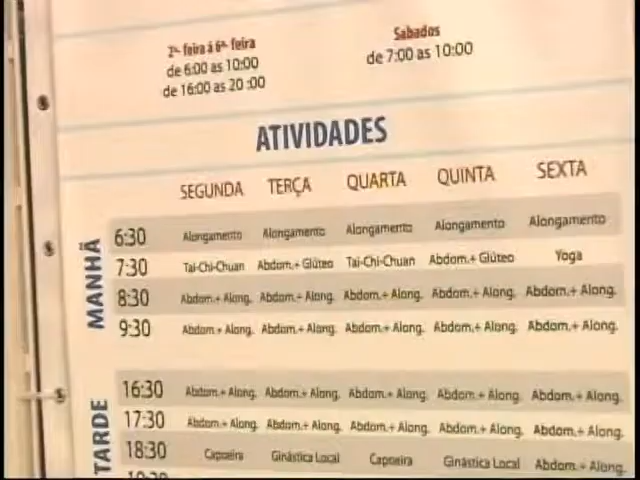 2ª- feira á 6ª- feira
de 6:00 as 10:00
de 16:00 as 20:00
Sabados
de 7:00 as 10:00
ATIVIDADES
SEGUNDA TERÇA QUARTA QUINTA SEXTA
MANHÃ
6:30 Alongamento Alongamento Alongamento Alongamento Alongamento
7:30 Tai-Chi-Chuan Abdom.+ Glúteo Tai-Chi-Chuan Abdom.+ Glúteo Yoga
8:30 Abdom.+ Along. Abdom.+ Along. Abdom.+ Along. Abdom.+ Along. Abdom.+ Along.
9:30 Abdom.+ Along. Abdom.+ Along. Abdom.+ Along. Abdom.+ Along. Abdom.+ Along.
TARDE
16:30 Abdom.+ Along. Abdom.+ Along. Abdom.+ Along. Abdom.+ Along. Abdom.+ Along.
17:30 Abdom.+ Along. Abdom.+ Along. Abdom.+ Along. Abdom.+ Along. Abdom.+ Along.
18:30 Capoeira Ginástica Local Capoeira Ginástica Local Abdom.+ Along.